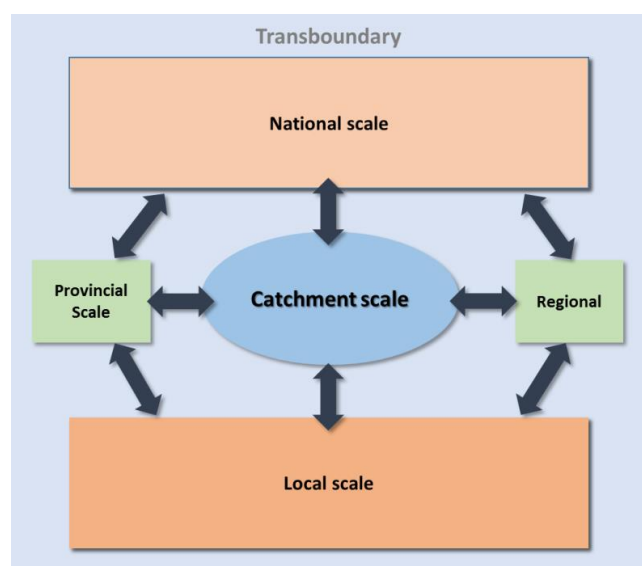 Transboundary
National scale
Provincial
Scale
Catchment scale
Regional
Local scale